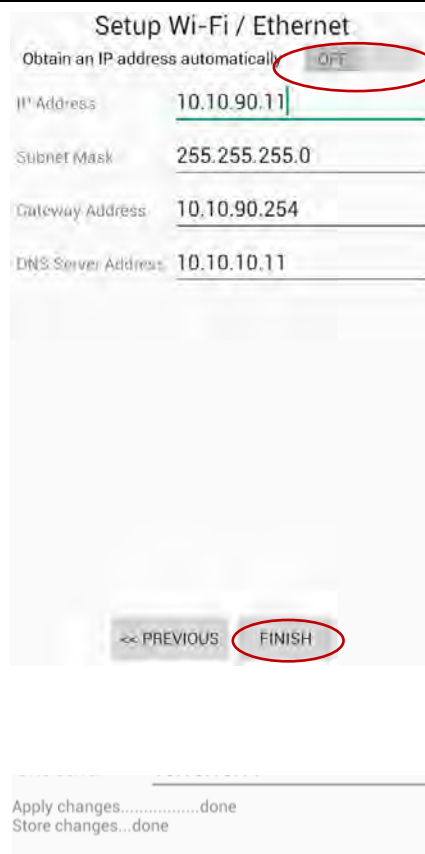 Setup Wi-Fi / Ethernet
Obtain an IP address automatically OFF
IP Address 10.10.90.11
Subnet Mask 255.255.255.0
Gateway Address 10.10.90.254
DNS Server Address 10.10.10.11
<< PREVIOUS FINISH
Apply changes.................done
Store changes...done